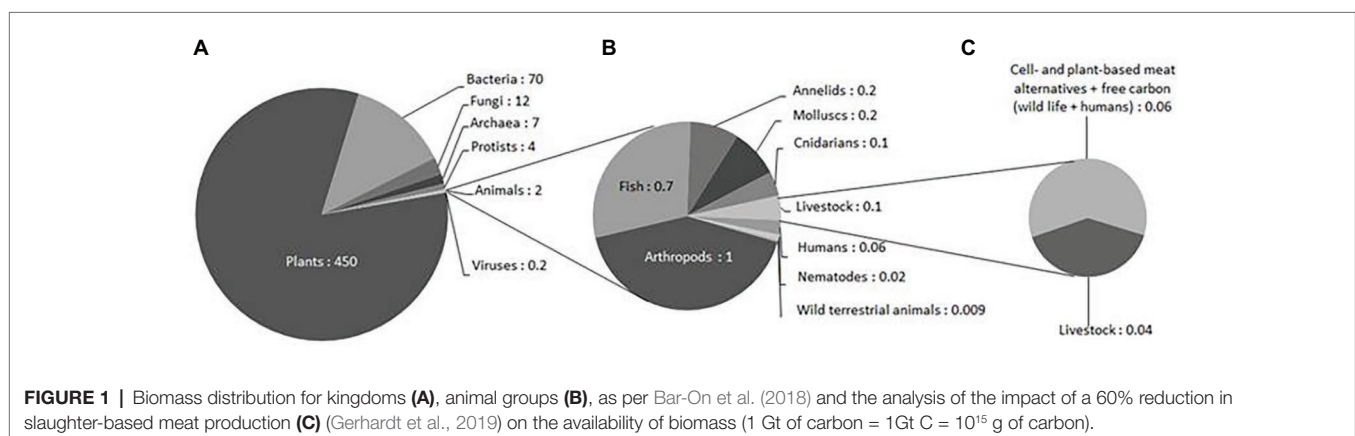 A
B
C
Bacteria : 70
Fungi : 12
Archaea : 7
Protists : 4
Animals : 2
Viruses : 0.2
Plants : 450
Annelids : 0.2
Molluscs : 0.2
Cnidarians : 0.1
Fish : 0.7
Livestock : 0.1
Humans : 0.06
Arthropods : 1
Nematodes : 0.02
Wild terrestrial animals : 0.009
Cell- and plant-based meat
alternatives + free carbon
(wild life + humans) : 0.06
Livestock : 0.04
FIGURE 1 | Biomass distribution for kingdoms (A), animal groups (B), as per Bar-On et al. (2018) and the analysis of the impact of a 60% reduction in
slaughter-based meat production (C) (Gerhardt et al., 2019) on the availability of biomass (1 Gt of carbon = 1Gt C = 10¹⁵ g of carbon).